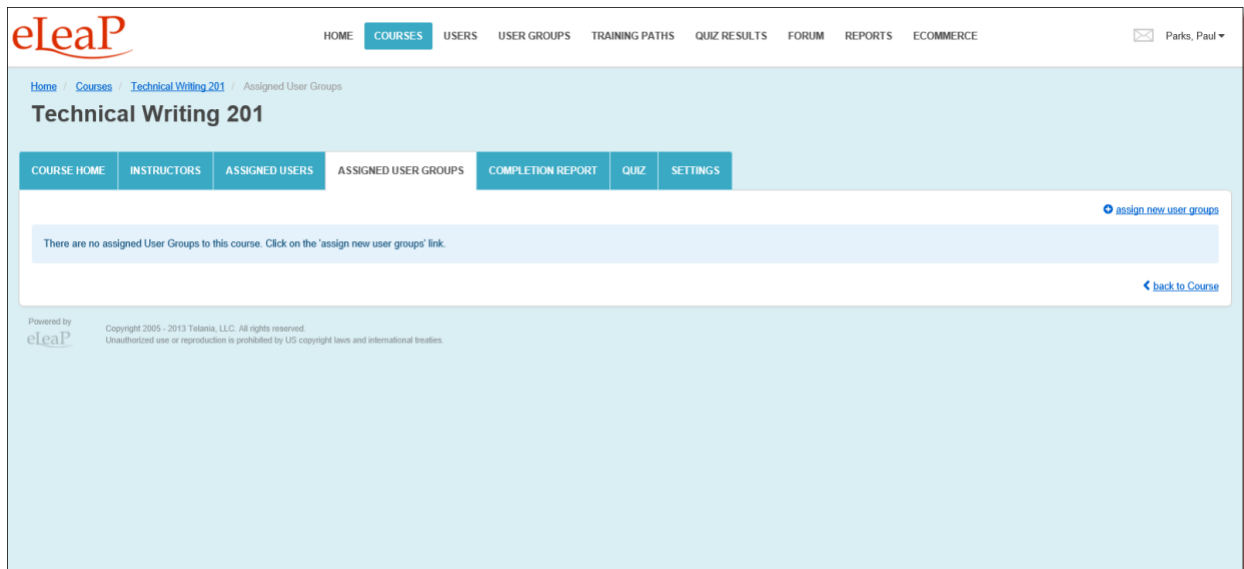 eLeaP
HOME COURSES USERS USER GROUPS TRAINING PATHS QUIZ RESULTS FORUM REPORTS ECOMMERCE Parks, Paul
Home / Courses / Technical Writing 201 / Assigned User Groups
Technical Writing 201
COURSE HOME INSTRUCTORS ASSIGNED USERS ASSIGNED USER GROUPS COMPLETION REPORT QUIZ SETTINGS
assign new user groups
There are no assigned User Groups to this course. Click on the 'assign new user groups' link.
back to Course
Powered by
eLeaP
Copyright 2005 - 2013 Telania, LLC. All rights reserved.
Unauthorized use or reproduction is prohibited by US copyright laws and international treaties.